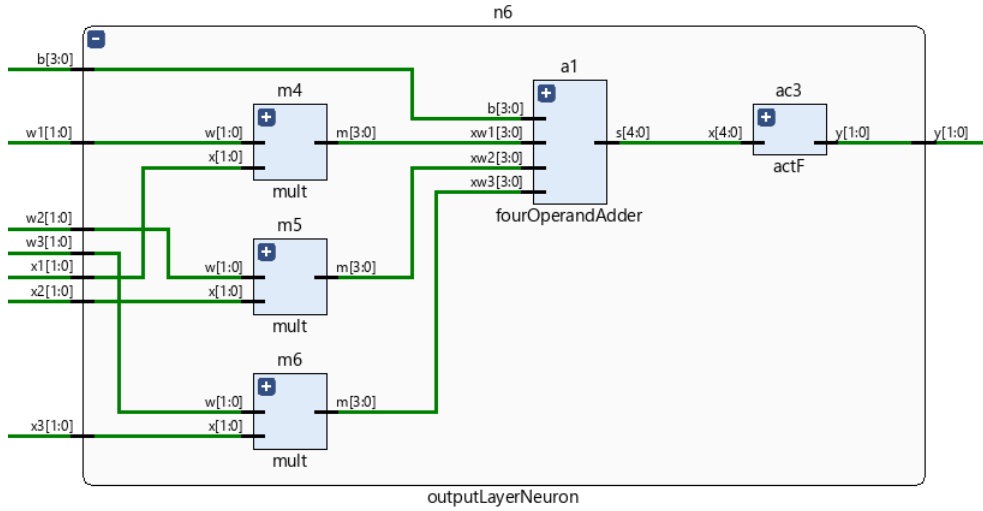 n6
b[3:0]
a1
m4
ac3
b[3:0]
w1[1:0] w[1:0] m[3:0] xw1[3:0] s[4:0] x[4:0] y[1:0] y[1:0]
x[1:0] xw2[3:0]
actF
mult xw3[3:0]
fourOperandAdder
w2[1:0] m5
w3[1:0]
x1[1:0] w[1:0] m[3:0]
x2[1:0] x[1:0]
mult
m6
w[1:0] m[3:0]
x3[1:0] x[1:0]
mult
outputLayerNeuron